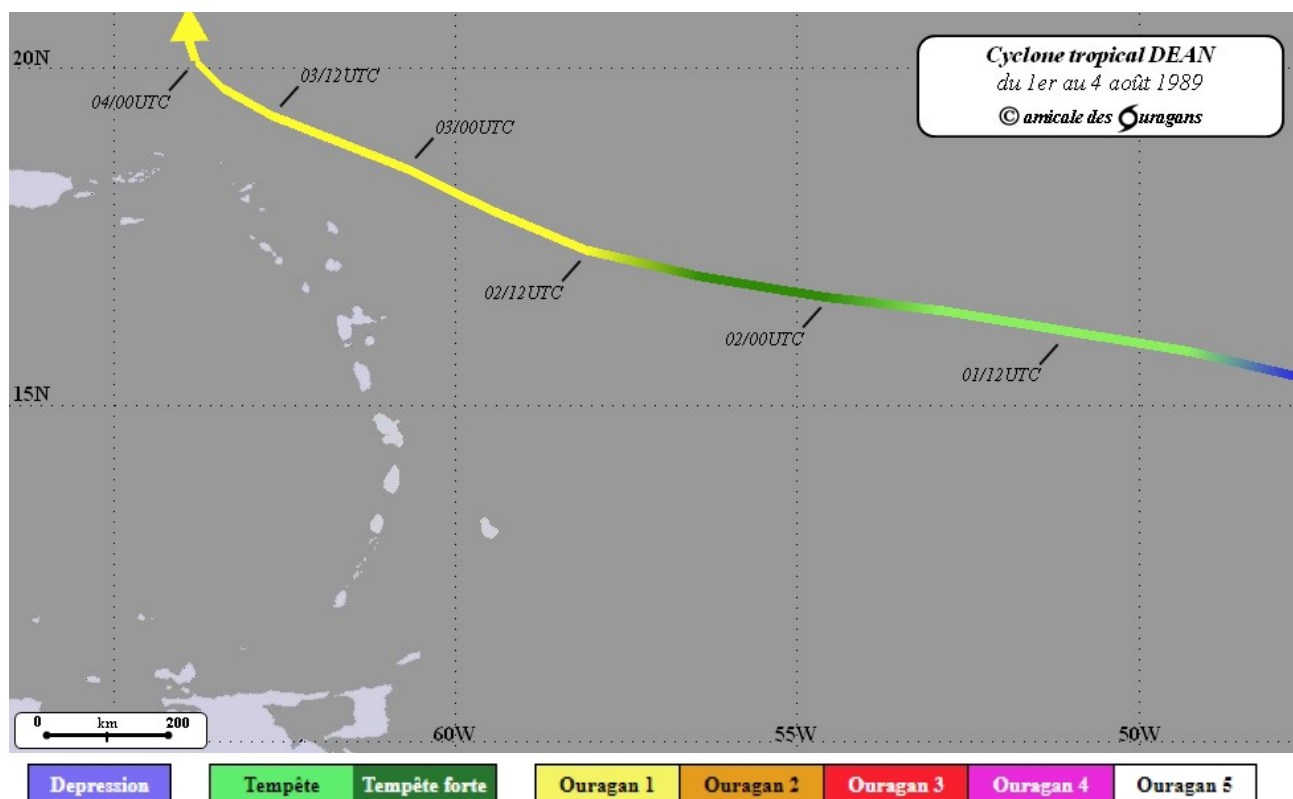 20N
Cyclone tropical DEAN
du 1er au 4 août 1989
© amicale des Ouragans
03/12UTC
04/00UTC
03/00UTC
02/12UTC
02/00UTC
01/12UTC
15N
0 km 200
60W 55W 50W
Depression Tempête Tempête forte Ouragan 1 Ouragan 2 Ouragan 3 Ouragan 4 Ouragan 5